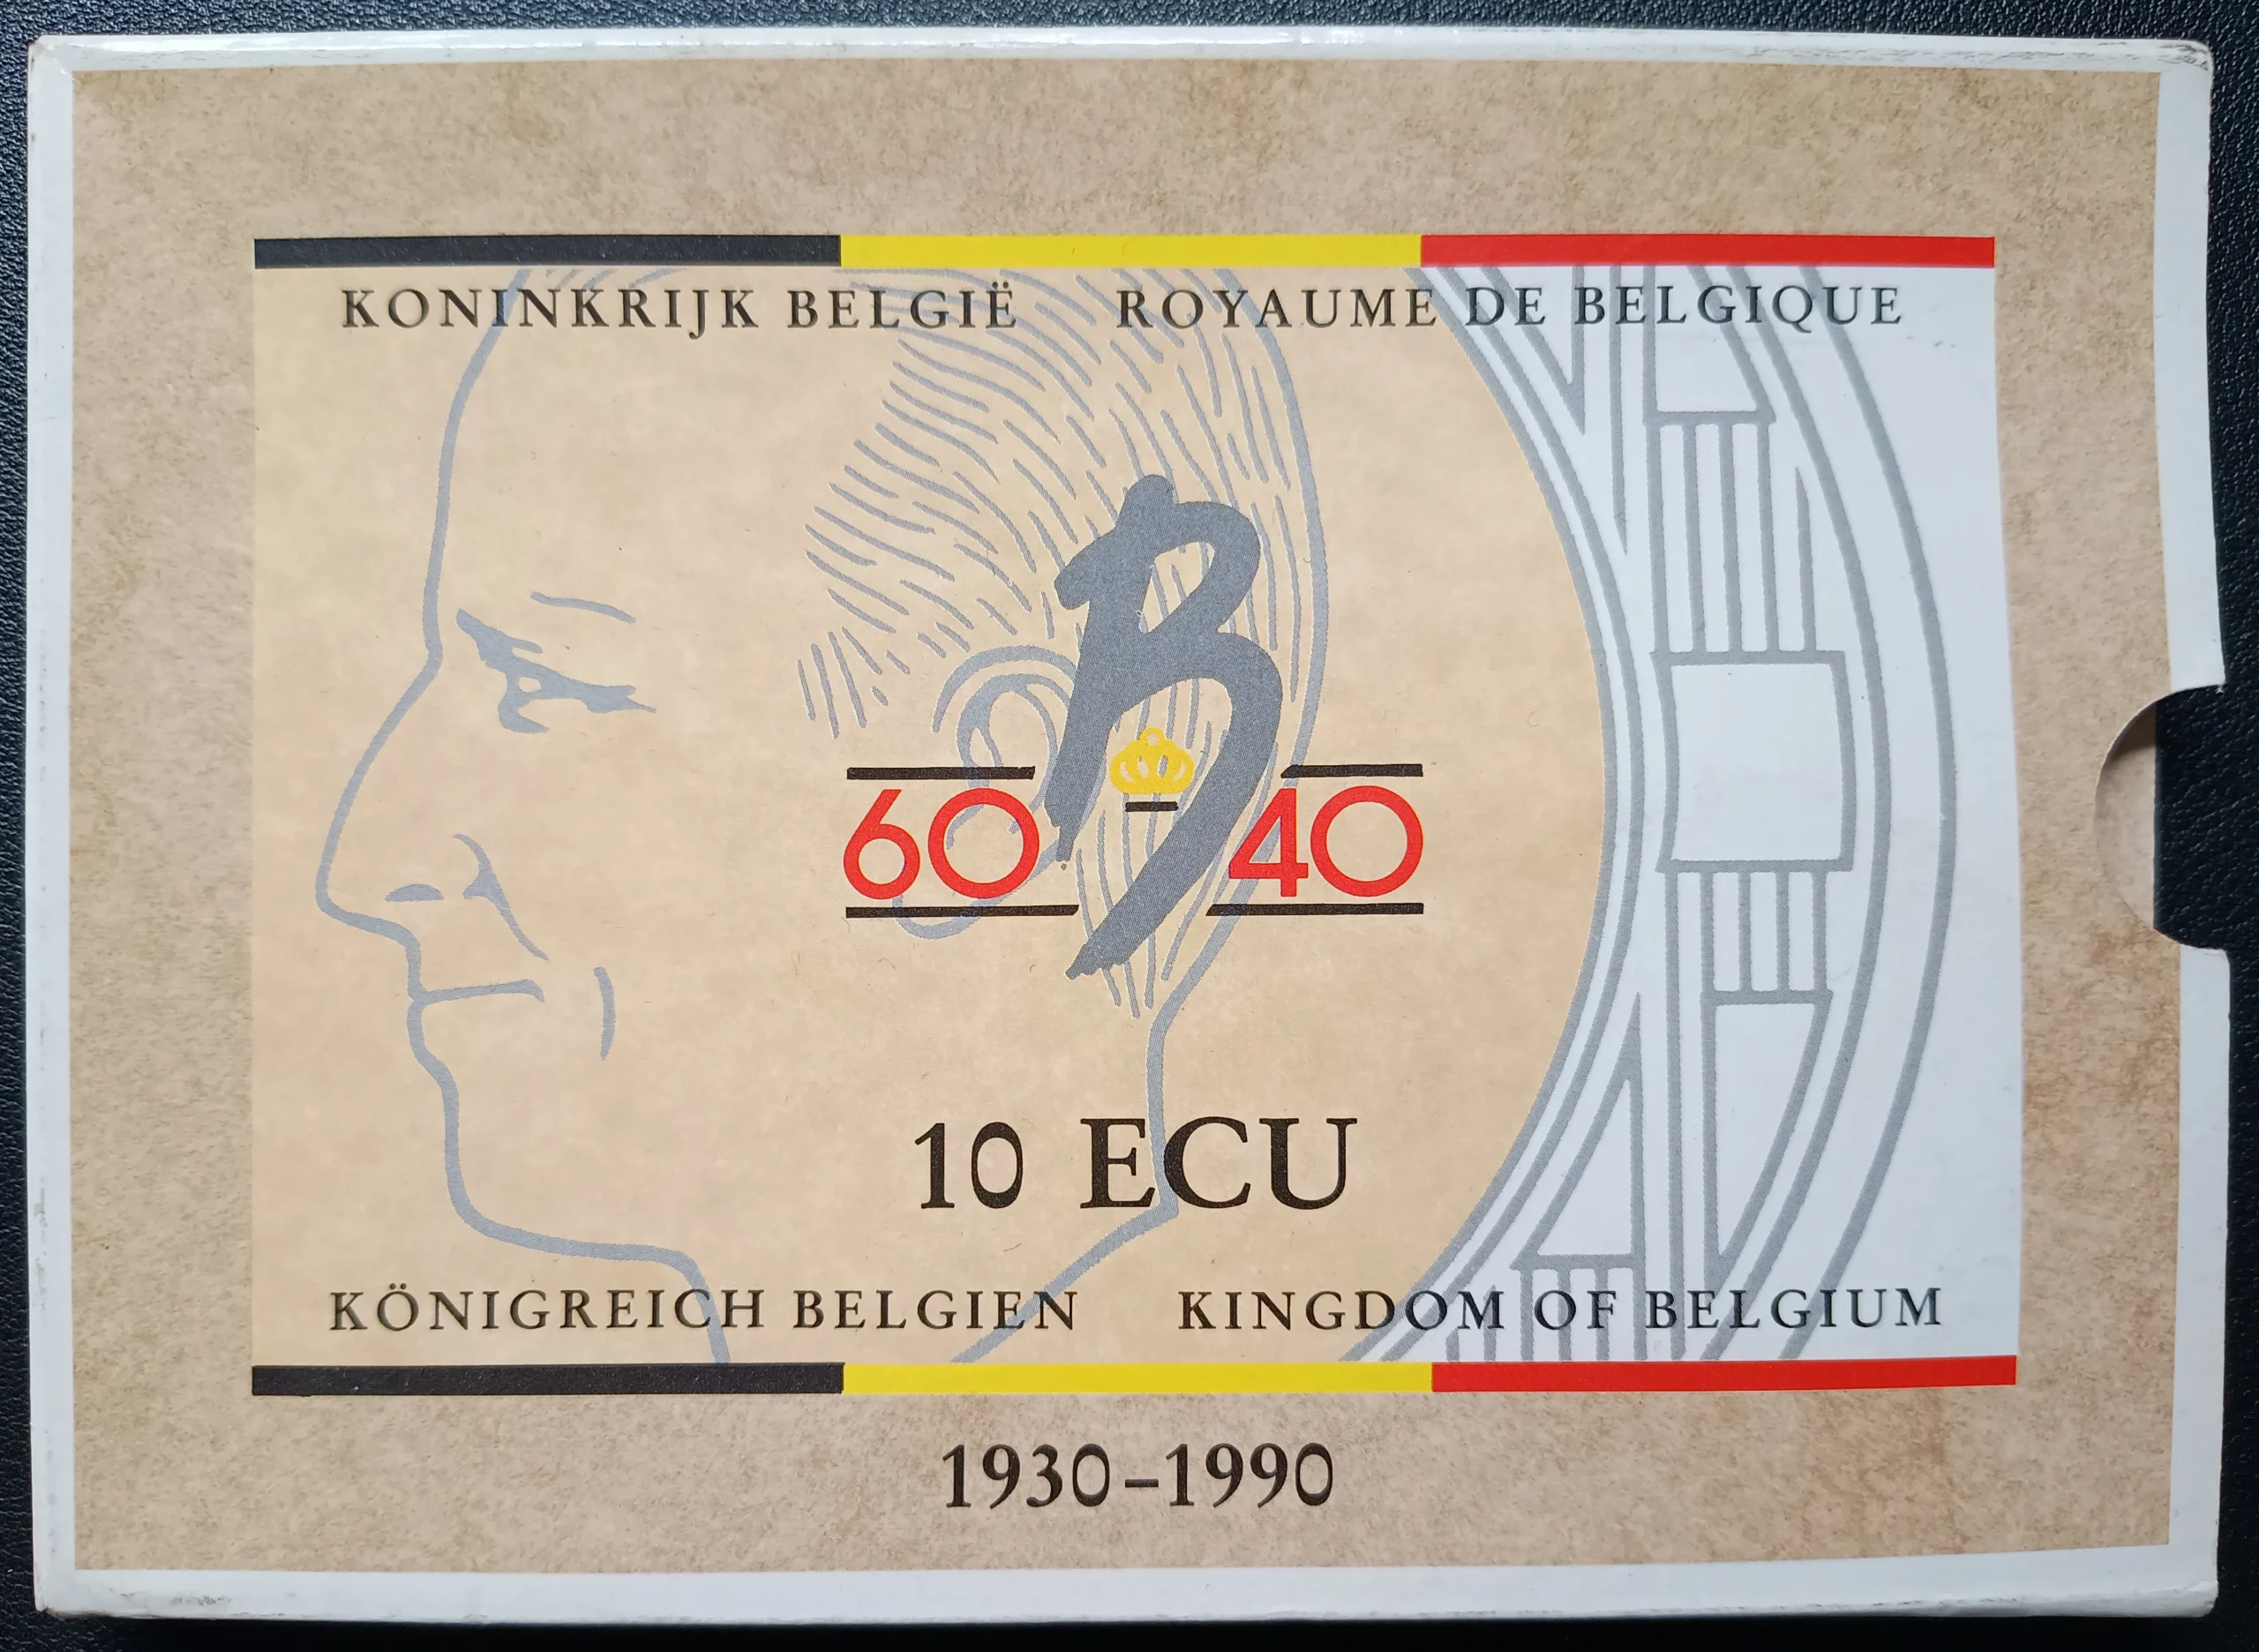 KONINKRIJK BELGIË ROYAUME DE BELGIQUE
B
60 40
10 ECU
KÖNIGREICH BELGIEN KINGDOM OF BELGIUM
1930-1990